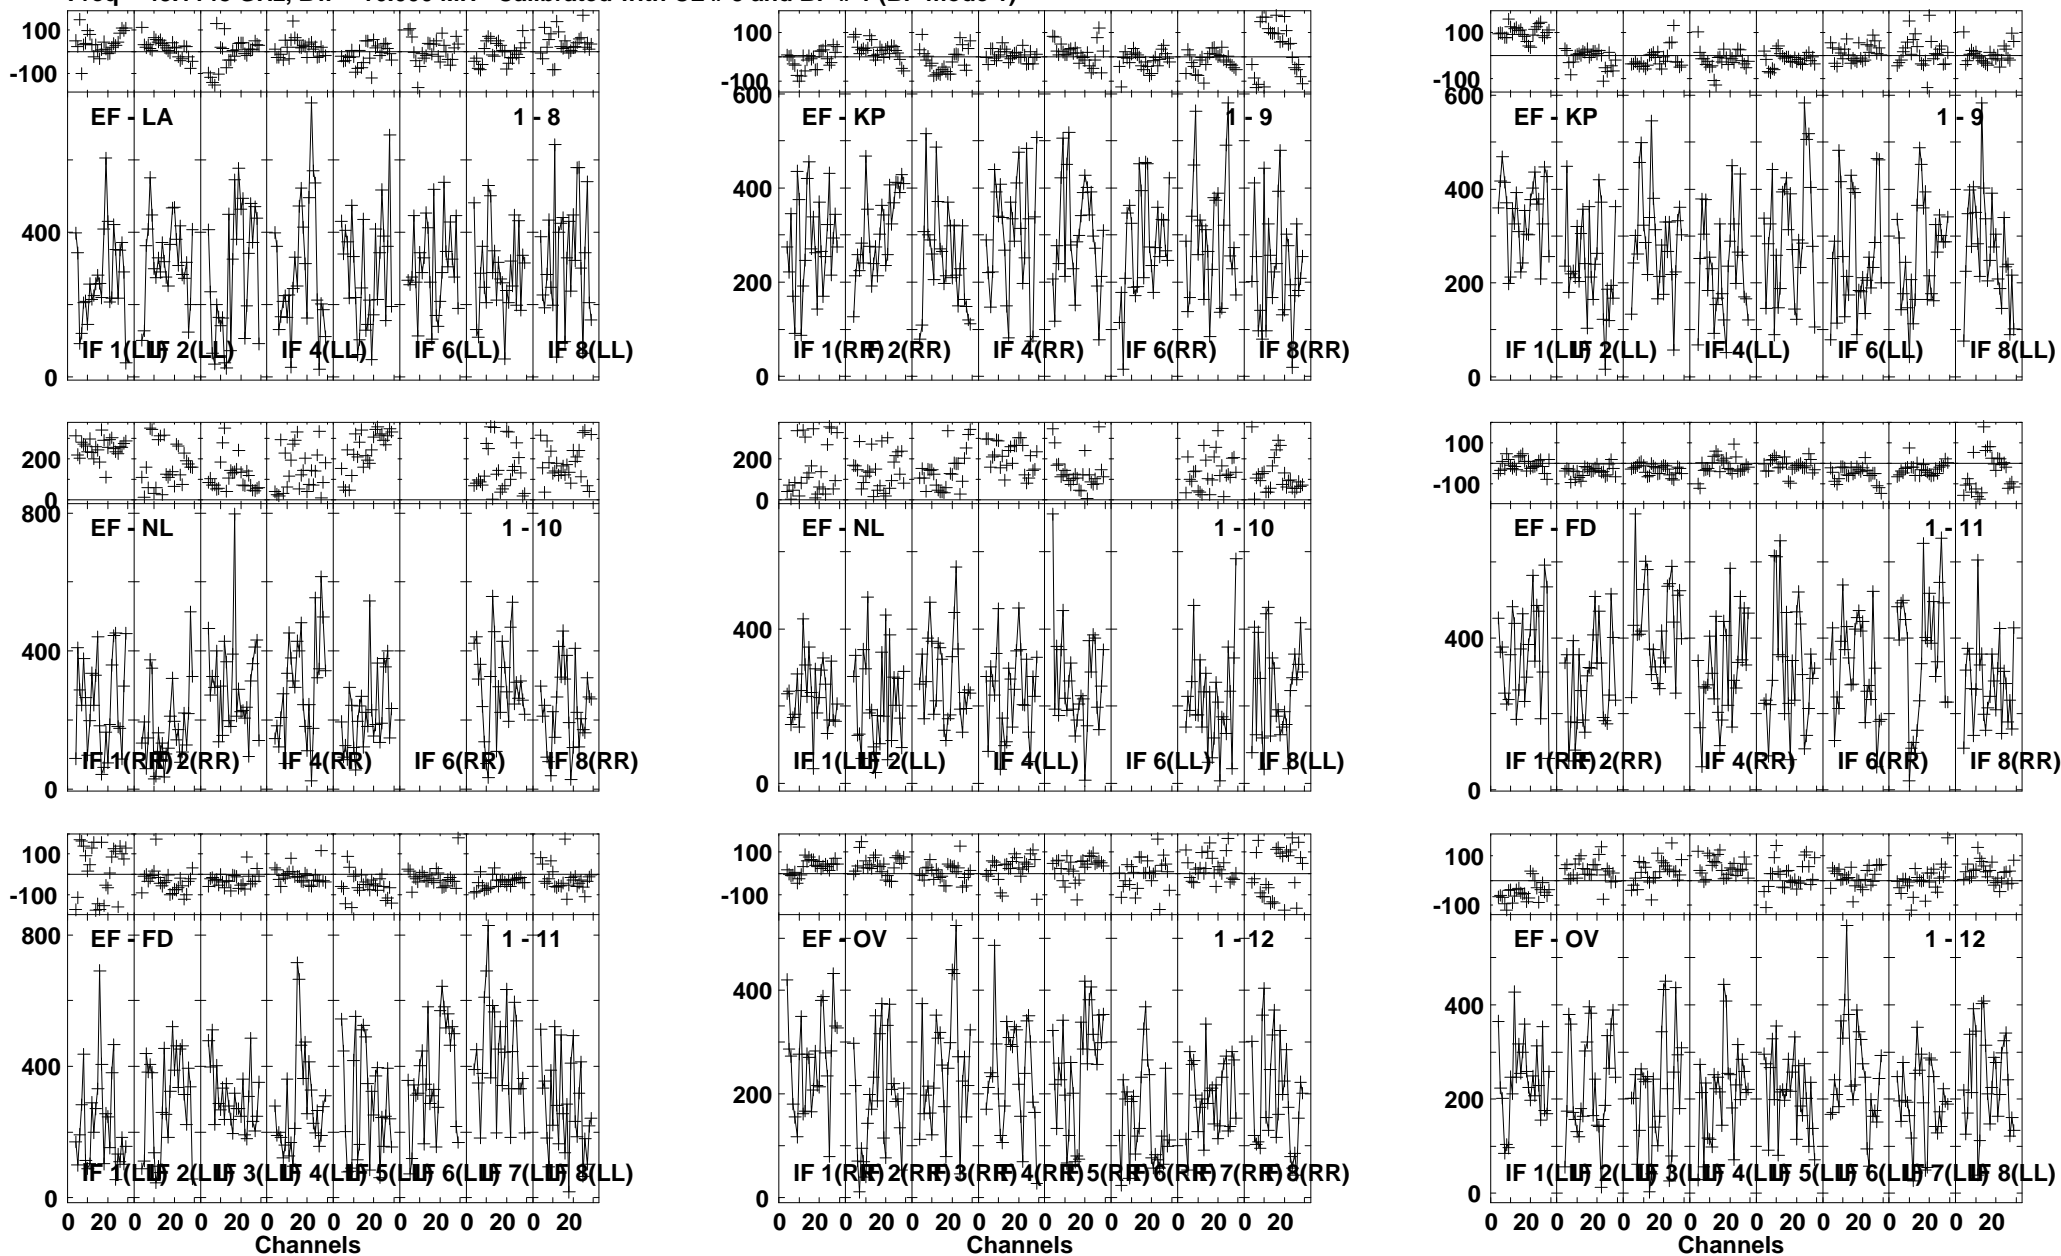 100
-100
EF - LA 1 - 8
400
0
IF 1(LL) IF 2(LL) IF 4(LL) IF 6(LL) IF 8(LL)
100
-100
600
EF - KP 1 - 9
400
200
0
IF 1(RR) IF 2(RR) IF 4(RR) IF 6(RR) IF 8(RR)
100
-100
600
EF - KP 1 - 9
400
200
0
IF 1(LL) IF 2(LL) IF 4(LL) IF 6(LL) IF 8(LL)
200
0
800
EF - NL 1 - 10
400
0
IF 1(RR) IF 2(RR) IF 4(RR) IF 6(RR) IF 8(RR)
200
0
EF - NL 1 - 10
400
0
IF 1(LL) IF 2(LL) IF 4(LL) IF 6(LL) IF 8(LL)
100
-100
EF - FD 1 - 11
400
0
IF 1(RR) IF 2(RR) IF 4(RR) IF 6(RR) IF 8(RR)
100
-100
800
EF - FD 1 - 11
400
0
IF 1(LL) IF 2(LL) IF 3(LL) IF 4(LL) IF 5(LL) IF 6(LL) IF 7(LL) IF 8(LL)
0 20 0 20 0 20 0 20 0 20 0 20 0 20 0 20
Channels
100
-100
EF - OV 1 - 12
400
200
0
IF 1(RR) IF 2(RR) IF 3(RR) IF 4(RR) IF 5(RR) IF 6(RR) IF 7(RR) IF 8(RR)
0 20 0 20 0 20 0 20 0 20 0 20 0 20 0 20
Channels
100
-100
EF - OV 1 - 12
400
200
0
IF 1(LL) IF 2(LL) IF 3(LL) IF 4(LL) IF 5(LL) IF 6(LL) IF 7(LL) IF 8(LL)
0 20 0 20 0 20 0 20 0 20 0 20 0 20 0 20
Channels